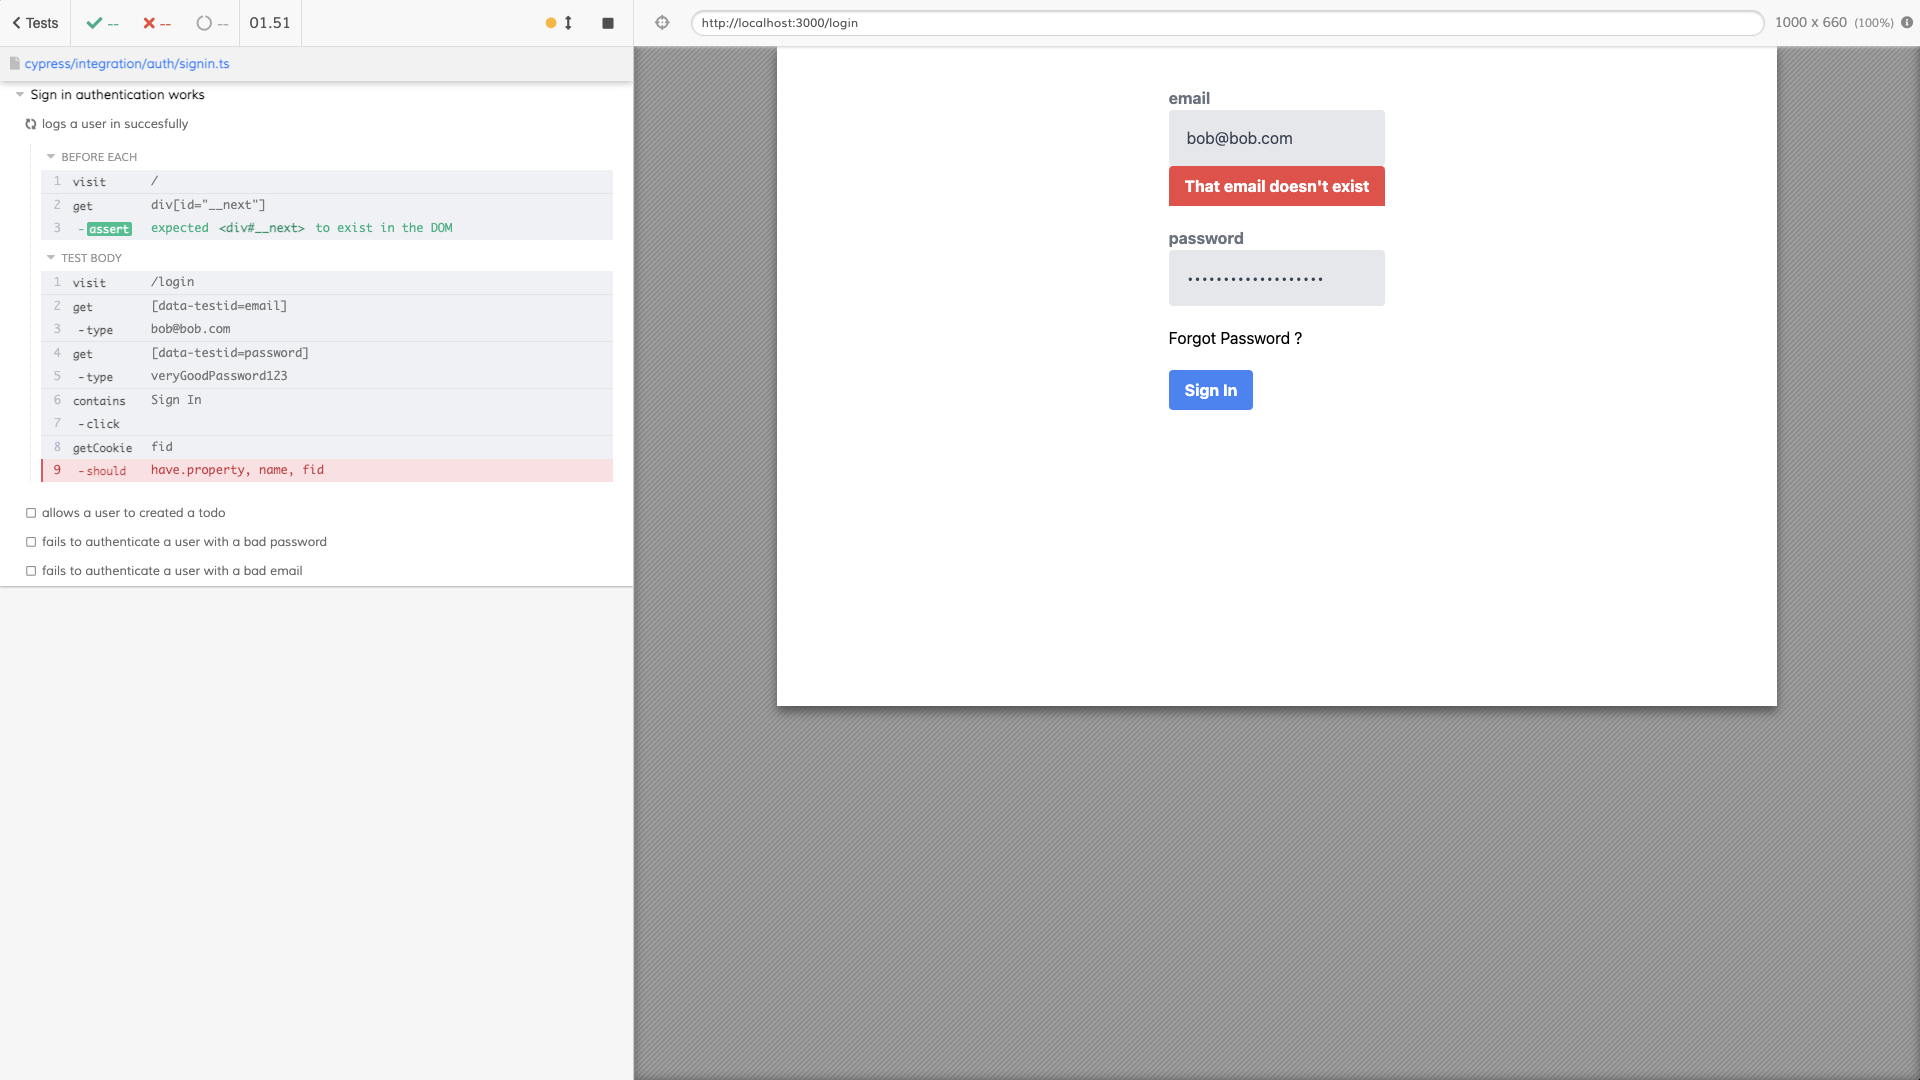 Tests -- -- -- 01.51
cypress/integration/auth/signin.ts
Sign in authentication works
logs a user in succesfully
BEFORE EACH
1 visit /
2 get div[id="__next"]
3 -assert expected <div#__next> to exist in the DOM
TEST BODY
1 visit /login
2 get [data-testid=email]
3 -type bob@bob.com
4 get [data-testid=password]
5 -type veryGoodPassword123
6 contains Sign In
7 -click
8 getCookie fid
9 -should have.property, name, fid
allows a user to created a todo
fails to authenticate a user with a bad password
fails to authenticate a user with a bad email
http://localhost:3000/login
1000 x 660 (100%)
email
bob@bob.com
That email doesn't exist
password
•••••••••••••••••••
Forgot Password ?
Sign In